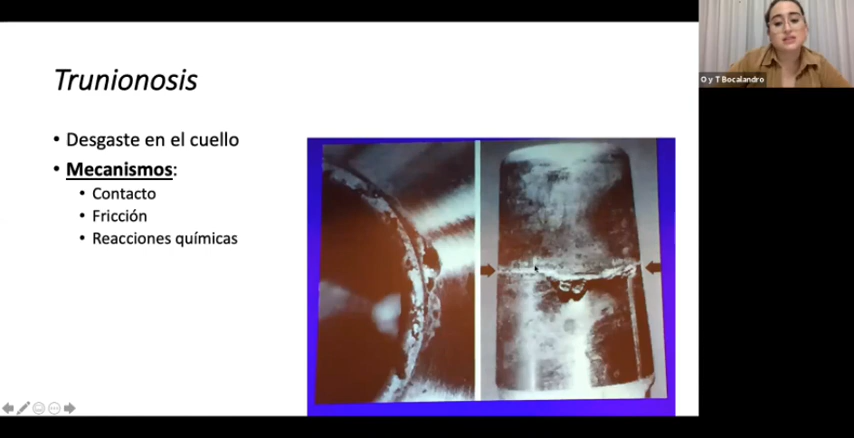 Trunionosis
• Desgaste en el cuello
• Mecanismos:
• Contacto
• Fricción
• Reacciones químicas
O y T Bocalandro